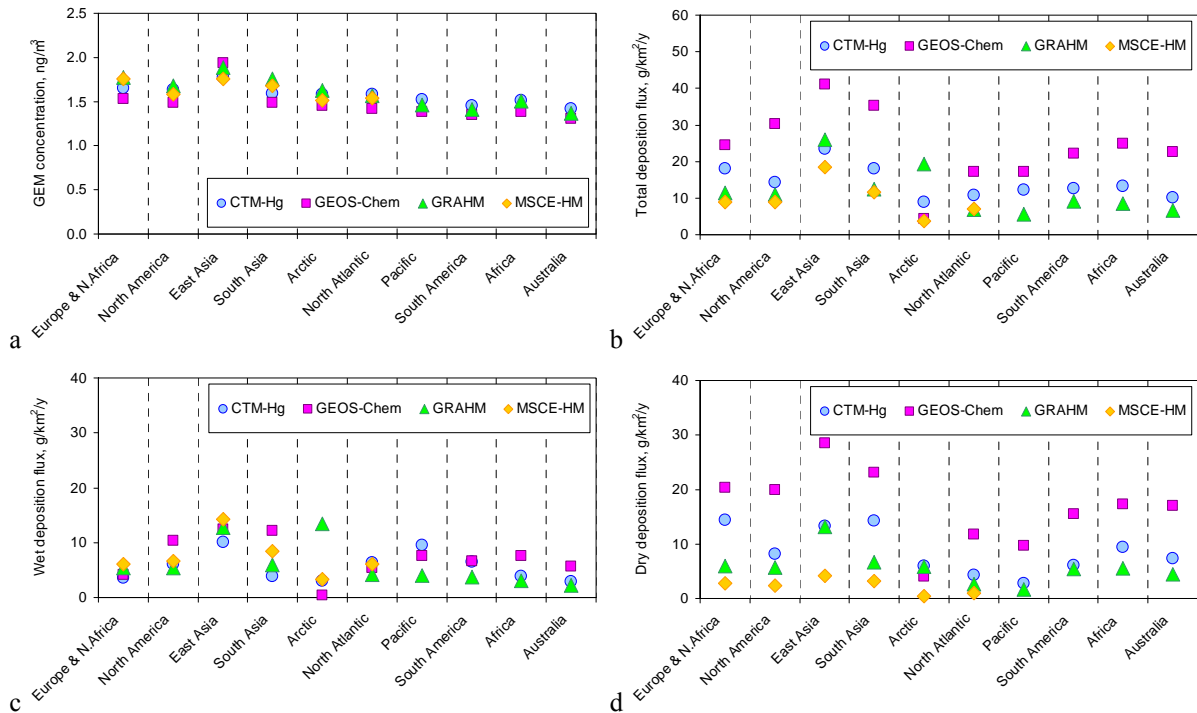 2.5
2.0
1.5
1.0
0.5
0.0
GEM concentration, ng/m³
CTM-Hg GEOS-Chem GRAHM MSCE-HM
Europe & N.Africa
North America
East Asia
South Asia
Arctic
North Atlantic
Pacific
South America
Africa
Australia
a
60
50
40
30
20
10
0
Total deposition flux, g/km²/y
CTM-Hg GEOS-Chem GRAHM MSCE-HM
Europe & N.Africa
North America
East Asia
South Asia
Arctic
North Atlantic
Pacific
South America
Africa
Australia
b
40
30
20
10
0
Wet deposition flux, g/km²/y
CTM-Hg GEOS-Chem GRAHM MSCE-HM
Europe & N.Africa
North America
East Asia
South Asia
Arctic
North Atlantic
Pacific
South America
Africa
Australia
c
40
30
20
10
0
Dry deposition flux, g/km²/y
CTM-Hg GEOS-Chem GRAHM MSCE-HM
Europe & N.Africa
North America
East Asia
South Asia
Arctic
North Atlantic
Pacific
South America
Africa
Australia
d